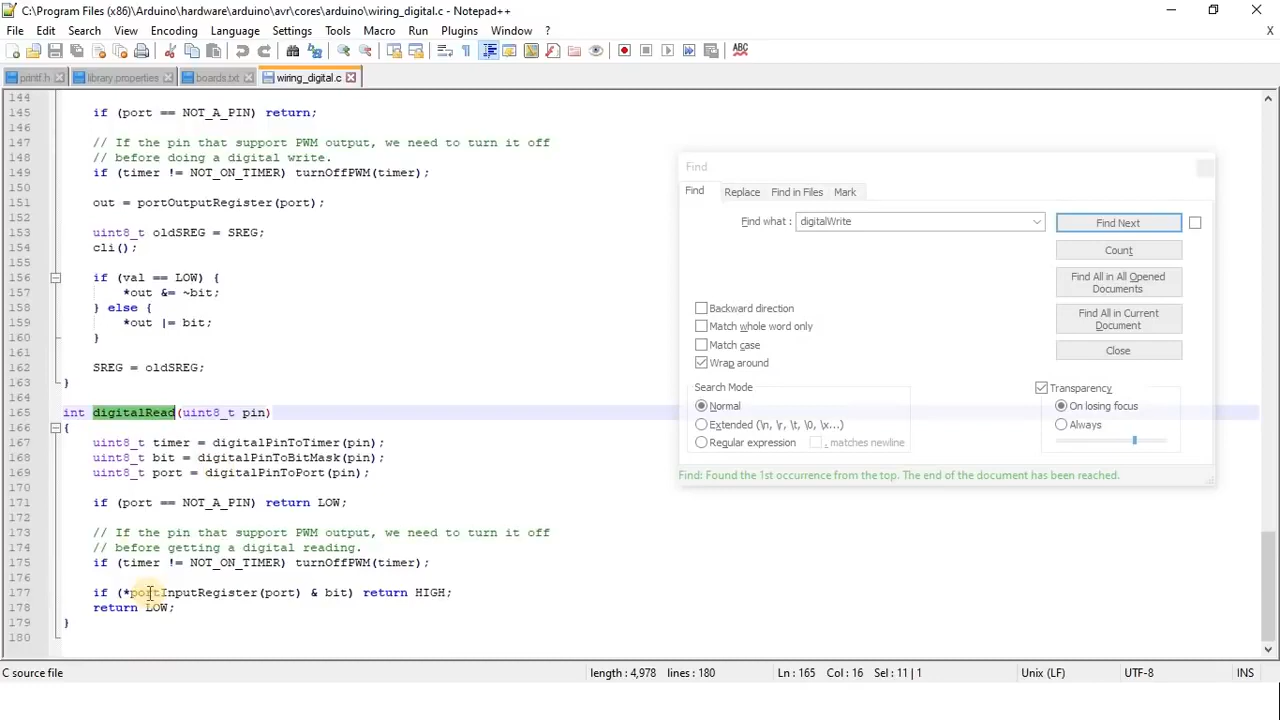 C:\Program Files (x86)\Arduino\hardware\arduino\avr\cores\arduino\wiring_digital.c - Notepad++
File Edit Search View Encoding Language Settings Tools Macro Run Plugins Window ? X
ABC
printf.h library.properties boards.txt wiring_digital.c
144
145 if (port == NOT_A_PIN) return;
146
147 // If the pin that support PWM output, we need to turn it off
148 // before doing a digital write.
149 if (timer != NOT_ON_TIMER) turnOffPWM(timer);
150
151 out = portOutputRegister(port);
152
153 uint8_t oldSREG = SREG;
154 cli();
155
156 if (val == LOW) {
157 *out &= ~bit;
158 } else {
159 *out |= bit;
160 }
161
162 SREG = oldSREG;
163 }
164
165 int digitalRead(uint8_t pin)
166 {
167 uint8_t timer = digitalPinToTimer(pin);
168 uint8_t bit = digitalPinToBitMask(pin);
169 uint8_t port = digitalPinToPort(pin);
170
171 if (port == NOT_A_PIN) return LOW;
172
173 // If the pin that support PWM output, we need to turn it off
174 // before getting a digital reading.
175 if (timer != NOT_ON_TIMER) turnOffPWM(timer);
176
177 if (*portInputRegister(port) & bit) return HIGH;
178 return LOW;
179 }
180
Find
Find Replace Find in Files Mark
Find what : digitalWrite
Find Next
Count
Find All in All Opened
Documents
Find All in Current
Document
Close
Backward direction
Match whole word only
Match case
Wrap around
Search Mode
Normal
Extended (\n, \r, \t, \0, \x...)
Regular expression . matches newline
Transparency
On losing focus
Always
Find: Found the 1st occurrence from the top. The end of the document has been reached.
C source file length : 4,978 lines : 180 Ln : 165 Col : 16 Sel : 11 | 1 Unix (LF) UTF-8 INS